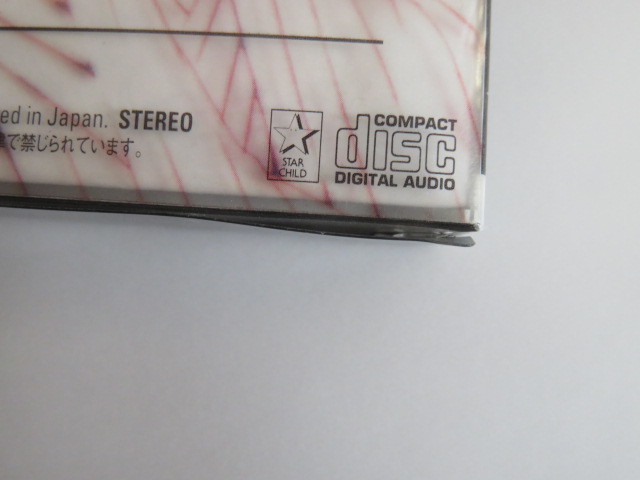 ed in Japan. STEREO
で禁じられています。
STAR
CHILD
COMPACT
disc
DIGITAL AUDIO